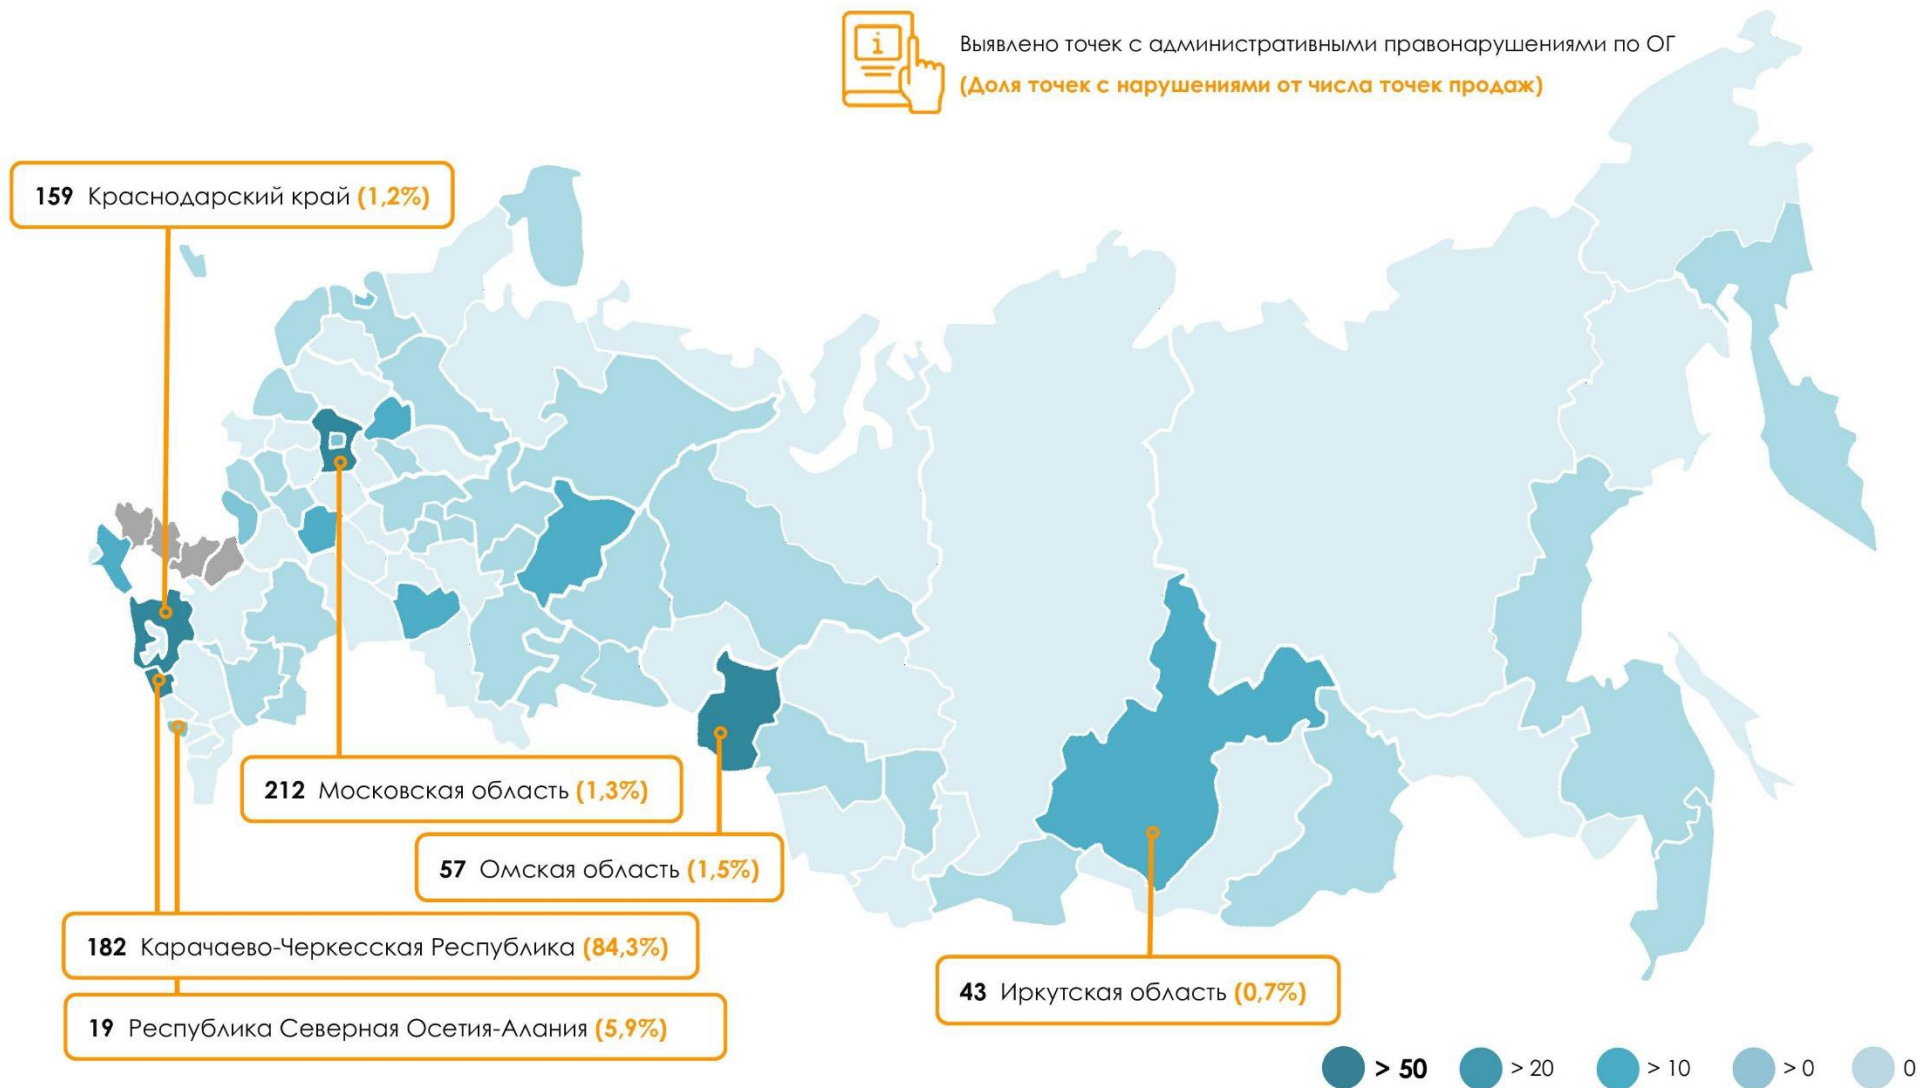 i
Выявлено точек с административными правонарушениями по ОГ
(Доля точек с нарушениями от числа точек продаж)
159 Краснодарский край (1,2%)
212 Московская область (1,3%)
57 Омская область (1,5%)
182 Карачаево-Черкесская Республика (84,3%)
19 Республика Северная Осетия-Алания (5,9%)
43 Иркутская область (0,7%)
> 50 > 20 > 10 > 0 0